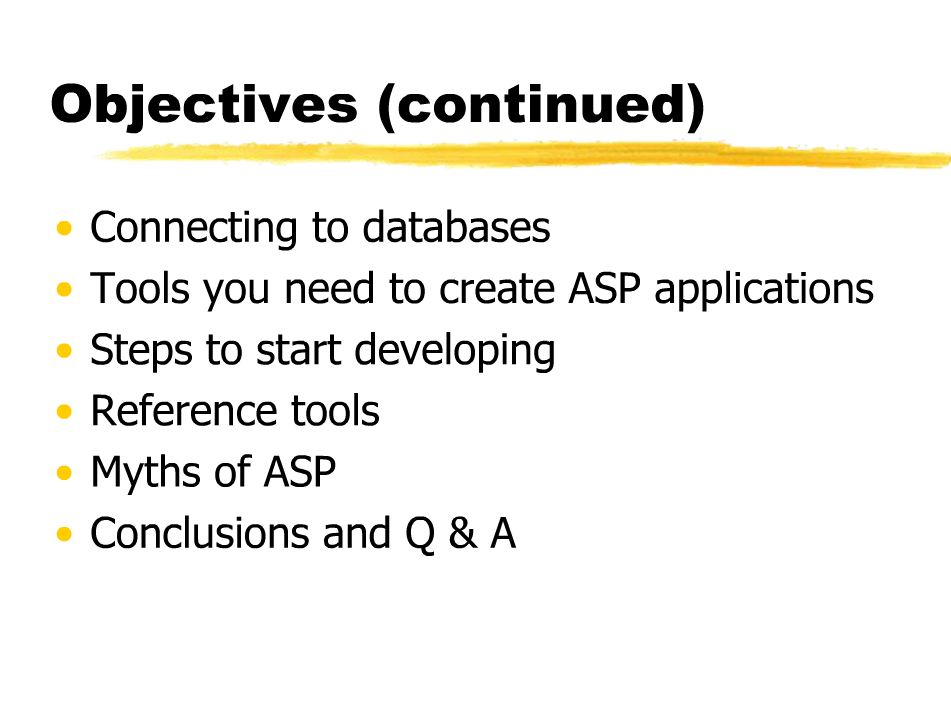 Objectives (continued)
• Connecting to databases
• Tools you need to create ASP applications
• Steps to start developing
• Reference tools
• Myths of ASP
• Conclusions and Q & A